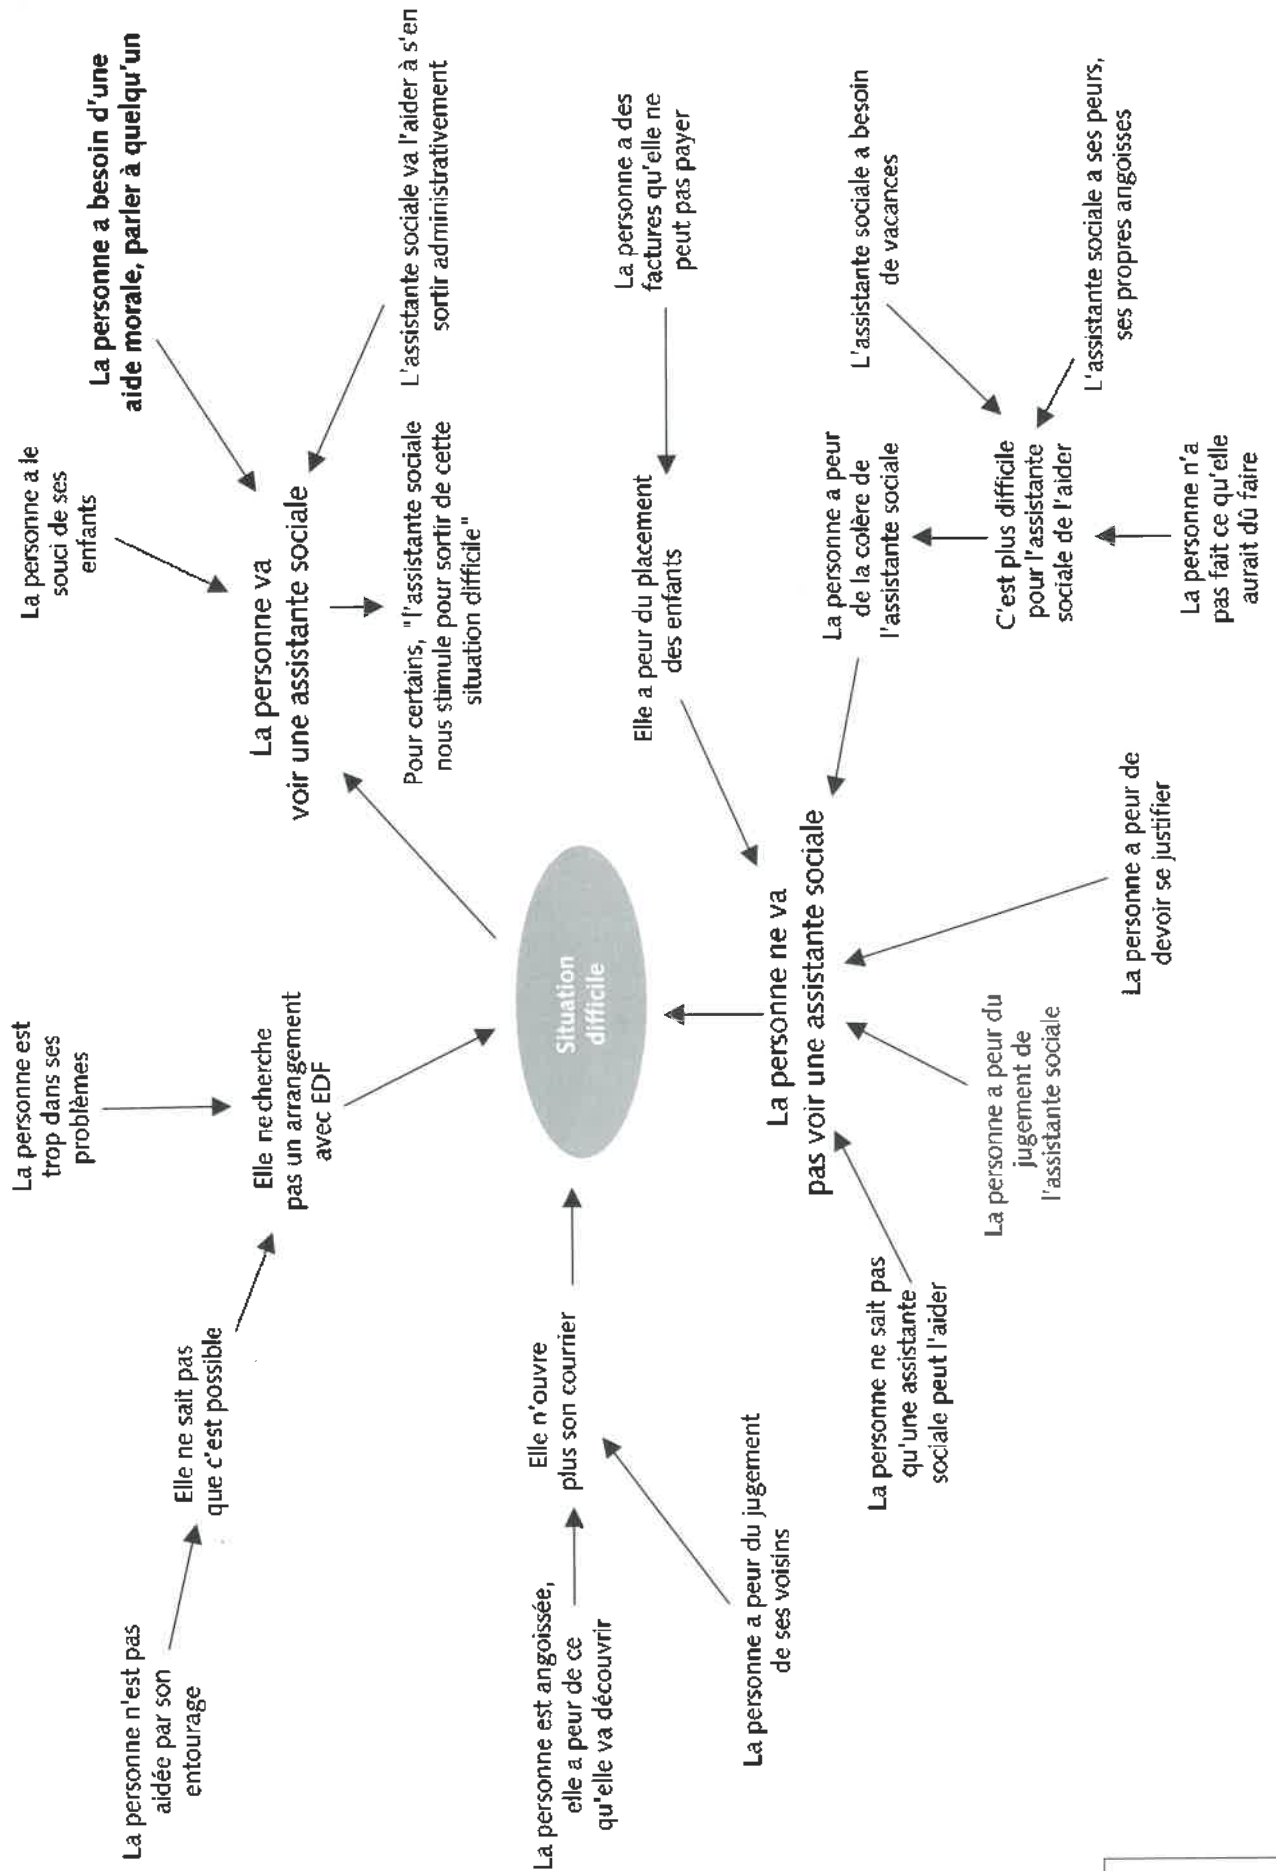 La personne n'est pas
aidée par son
entourage
Elle ne sait pas
que c'est possible
La personne est
trop dans ses
problèmes
Elle ne cherche
pas un arrangement
avec EDF
La personne a le
souci de ses
enfants
La personne a besoin d'une
aide morale, parler à quelqu'un
La personne va
voir une assistante sociale
L'assistante sociale va l'aider à s'en
sortir administrativement
Pour certains, "l'assistante sociale
nous stimule pour sortir de cette
situation difficile"
La personne est angoissée,
elle a peur de ce
qu'elle va découvrir
Elle n'ouvre
plus son courrier
Situation
difficile
La personne a peur du jugement
de ses voisins
Elle a peur du placement
des enfants
La personne a des
factures qu'elle ne
peut pas payer
La personne ne va
pas voir une assistante sociale
La personne a peur
de la colère de
l'assistante sociale
L'assistante sociale a besoin
de vacances
La personne ne sait pas
qu'une assistante
sociale peut l'aider
La personne a peur du
jugement de
l'assistante sociale
La personne a peur de
devoir se justifier
C'est plus difficile
pour l'assistante
sociale de l'aider
L'assistante sociale a ses peurs,
ses propres angoisses
La personne n'a
pas fait ce qu'elle
aurait dû faire